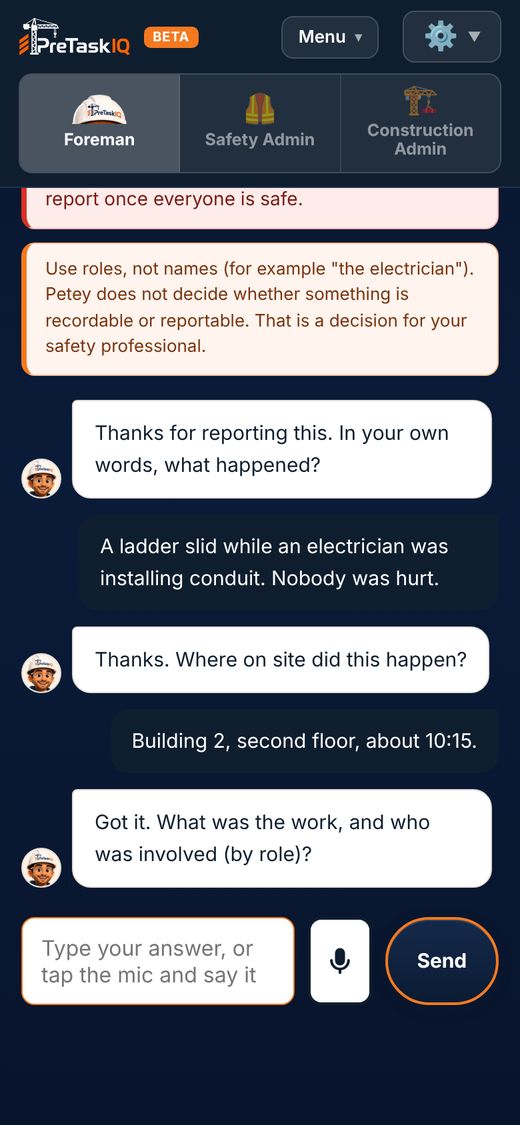 PreTaskIQ
BETA
Menu
Foreman
Safety Admin
Construction
Admin
report once everyone is safe.
Use roles, not names (for example "the electrician").
Petey does not decide whether something is
recordable or reportable. That is a decision for your
safety professional.
Thanks for reporting this. In your own
words, what happened?
A ladder slid while an electrician was
installing conduit. Nobody was hurt.
Thanks. Where on site did this happen?
Building 2, second floor, about 10:15.
Got it. What was the work, and who
was involved (by role)?
Type your answer, or
tap the mic and say it
Send